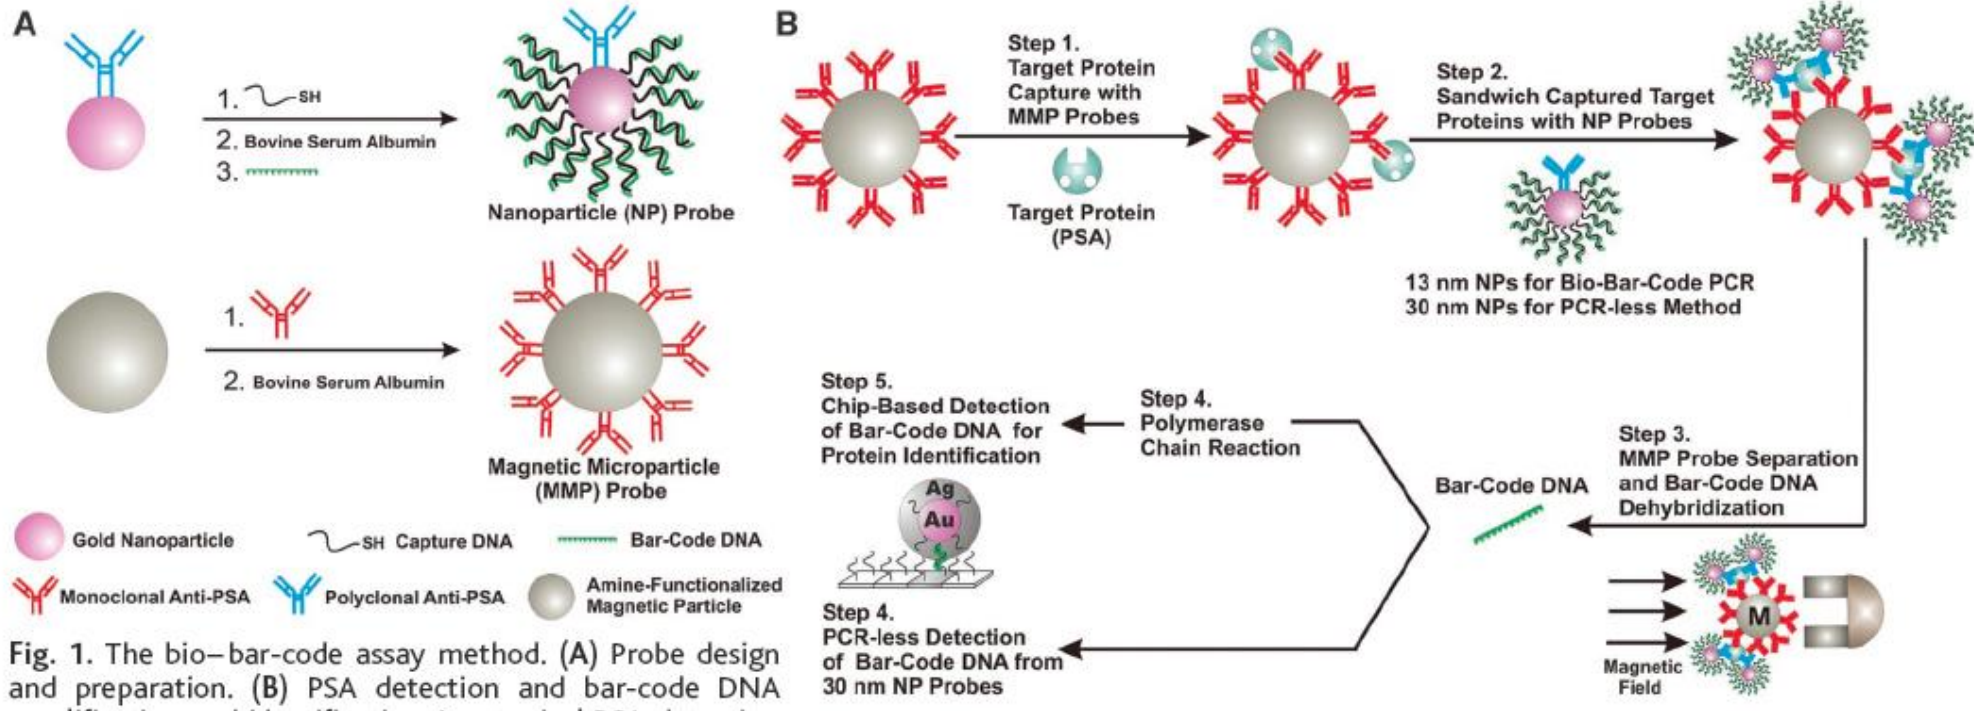 A
1. SH
2. Bovine Serum Albumin
3.
Nanoparticle (NP) Probe
1.
2. Bovine Serum Albumin
Magnetic Microparticle
(MMP) Probe
Gold Nanoparticle
SH Capture DNA
Bar-Code DNA
Monoclonal Anti-PSA
Polyclonal Anti-PSA
Amine-Functionalized
Magnetic Particle
Fig. 1. The bio–bar-code assay method. (A) Probe design
and preparation. (B) PSA detection and bar-code DNA
B
Step 1.
Target Protein
Capture with
MMP Probes
Target Protein
(PSA)
Step 2.
Sandwich Captured Target
Proteins with NP Probes
13 nm NPs for Bio-Bar-Code PCR
30 nm NPs for PCR-less Method
Step 3.
MMP Probe Separation
and Bar-Code DNA
Dehybridization
Magnetic
Field
M
Bar-Code DNA
Step 4.
Polymerase
Chain Reaction
Step 5.
Chip-Based Detection
of Bar-Code DNA for
Protein Identification
Ag
Au
Step 4.
PCR-less Detection
of Bar-Code DNA from
30 nm NP Probes